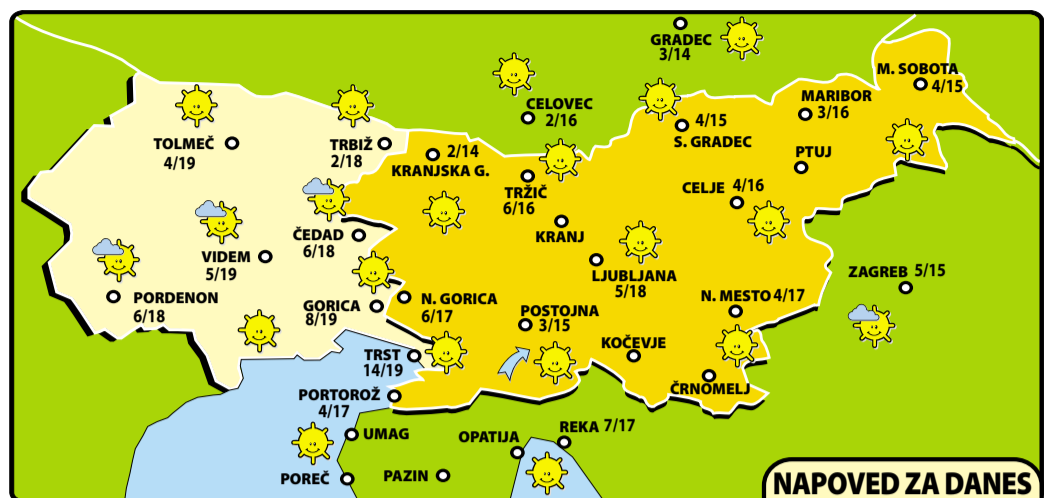 GRADEC
3/14
M. SOBOTA
4/15
CELOVEC
2/16
MARIBOR
3/16
4/15
S. GRADEC
TOLMEČ
4/19
TRBIŽ
2/18
2/14
KRANJSKA G.
PTUJ
TRŽIČ
6/16
CELJE 4/16
KRANJ
ČEDAD
6/18
VIDEM
5/19
LJUBLJANA
5/18
ZAGREB 5/15
PORDENON
6/18
GORICA
8/19
N. GORICA
6/17
POSTOJNA
3/15
N. MESTO 4/17
KOČEVJE
TRST
14/19
ČRNOMELJ
PORTOROŽ
4/17
UMAG
OPATIJA
REKA 7/17
POREČ
PAZIN
NAPOVED ZA DANES